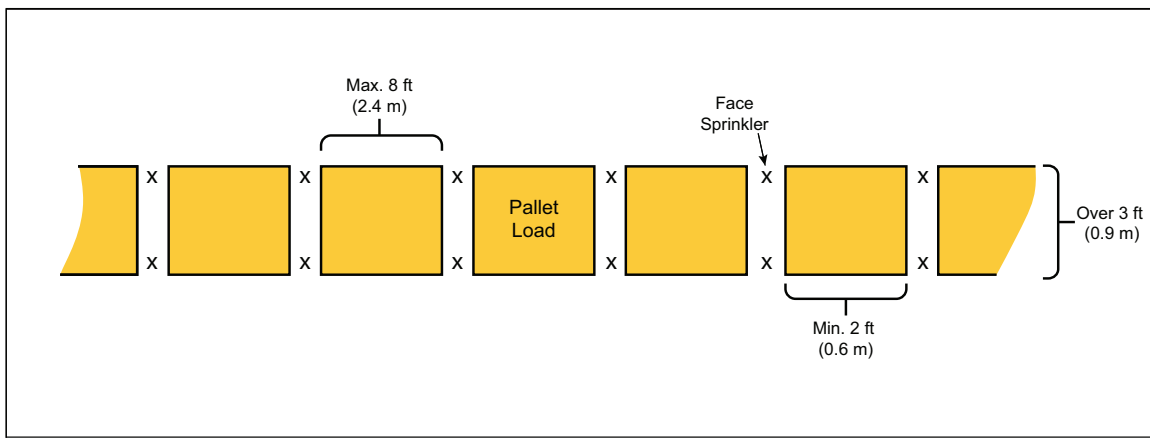 Max. 8 ft
(2.4 m)
Face
Sprinkler
x x x x x x
Pallet
Load
Over 3 ft
(0.9 m)
x x x x x x
Min. 2 ft
(0.6 m)